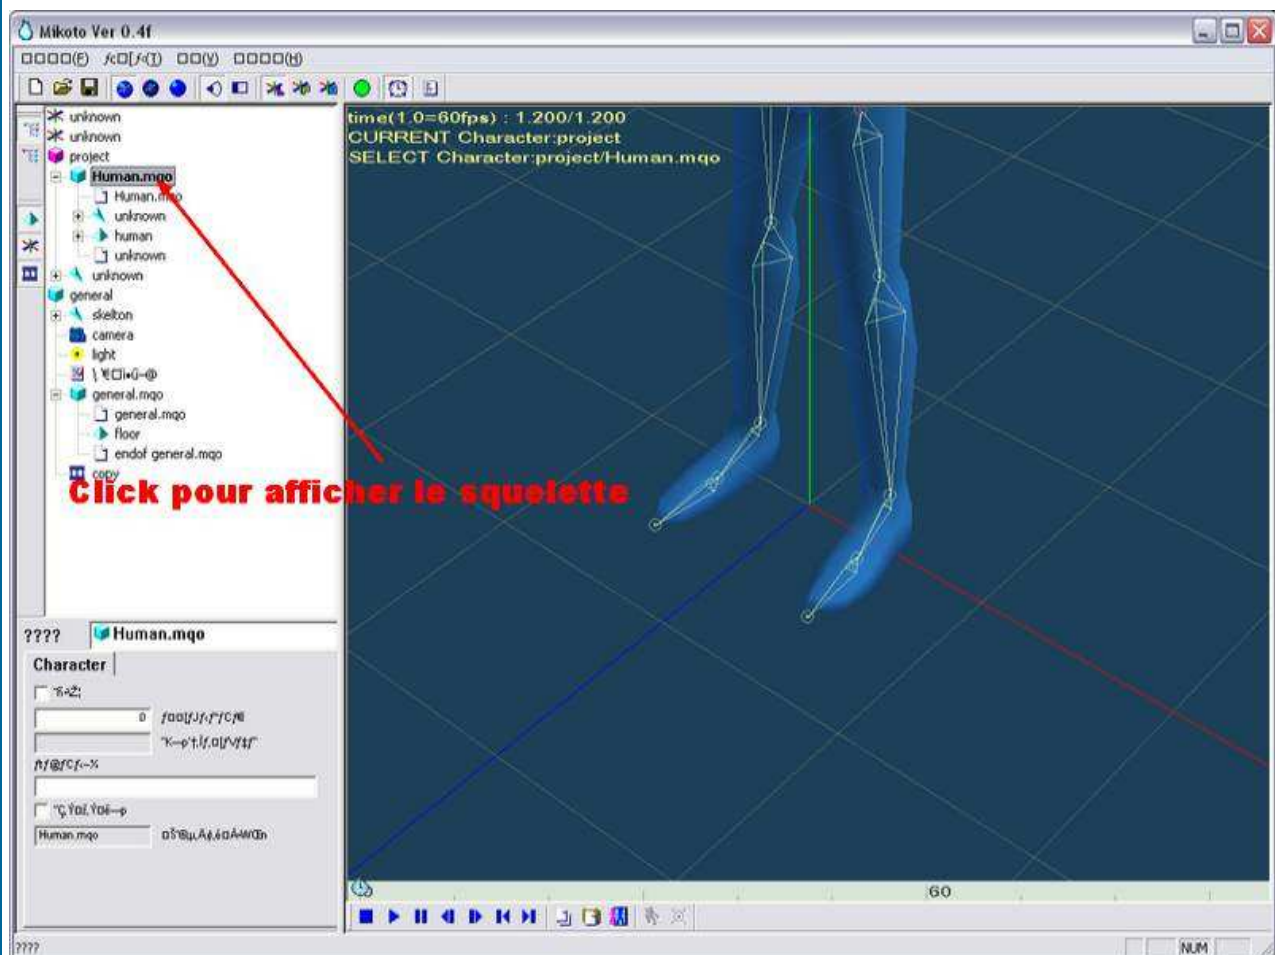 Mikoto Ver 0.4f
unknown
unknown
project
Human.mqo
Human.mqo
unknown
human
unknown
unknown
general
skelton
camera
light
general.mqo
general.mqo
floor
endof general.mqo
copy
time(1.0=60fps) : 1.200/1.200
CURRENT Character:project
SELECT Character:project/Human.mqo
Click pour afficher le squelette
???? Human.mqo
Character
0
Human.mqo
60
???? NUM